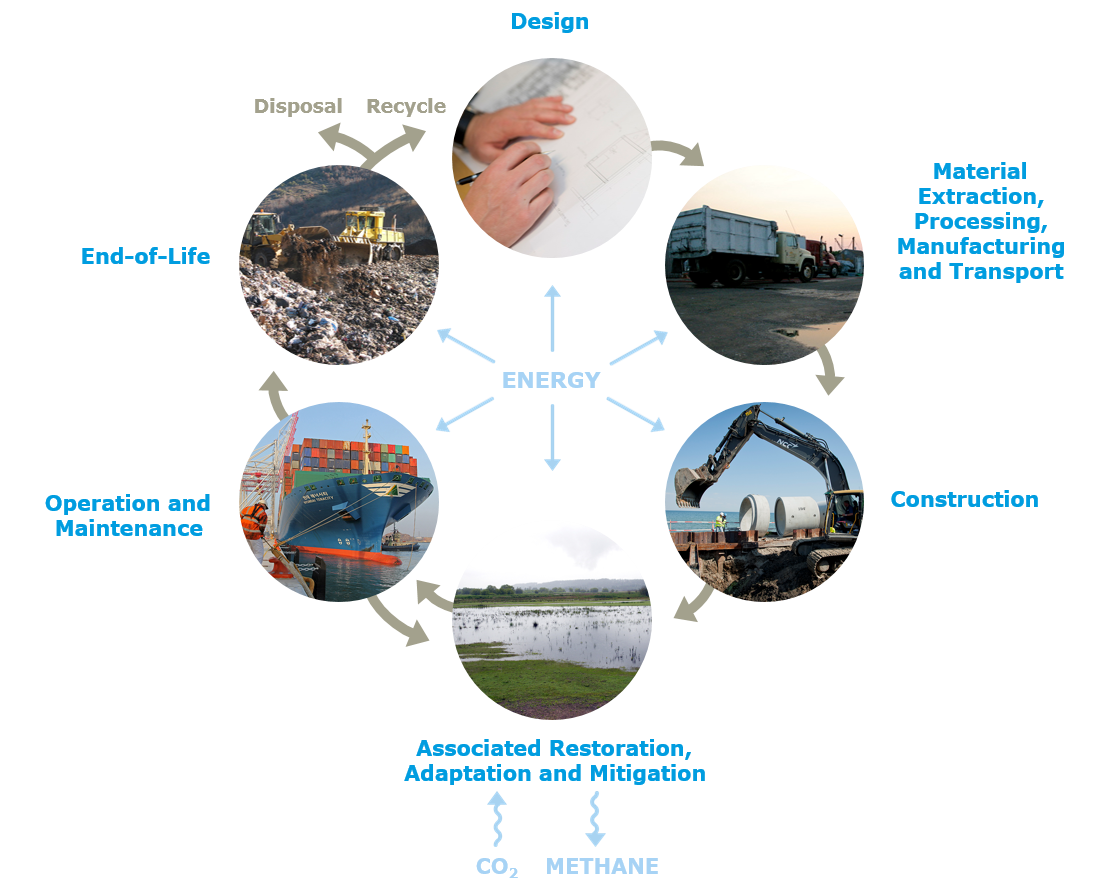 Design
Disposal Recycle
Material
Extraction,
Processing,
Manufacturing
and Transport
End-of-Life
ENERGY
NCC
Operation and
Maintenance
Construction
Associated Restoration,
Adaptation and Mitigation
CO₂ METHANE